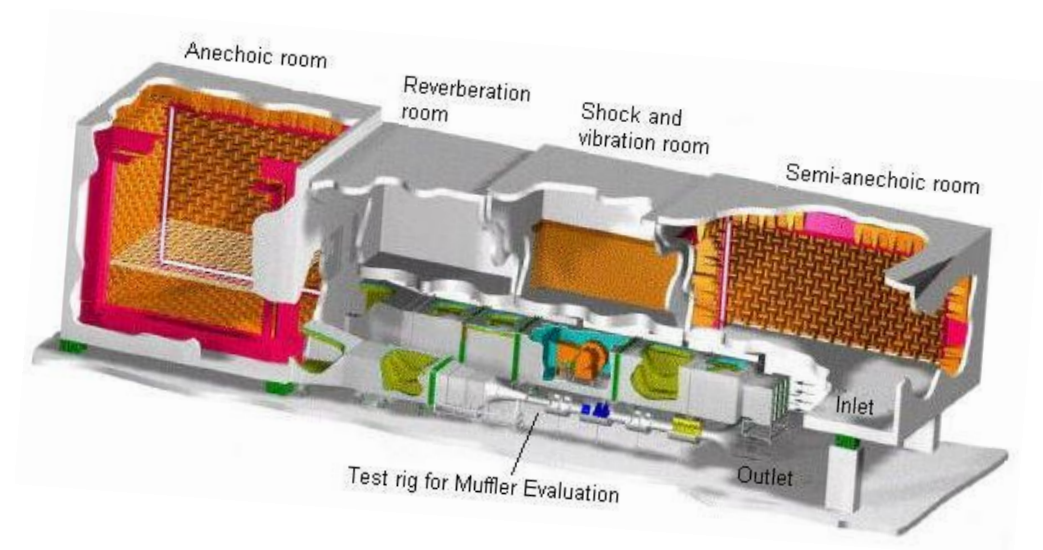 Anechoic room
Reverberation
room
Shock and
vibration room
Semi-anechoic room
Inlet
Outlet
Test rig for Muffler Evaluation